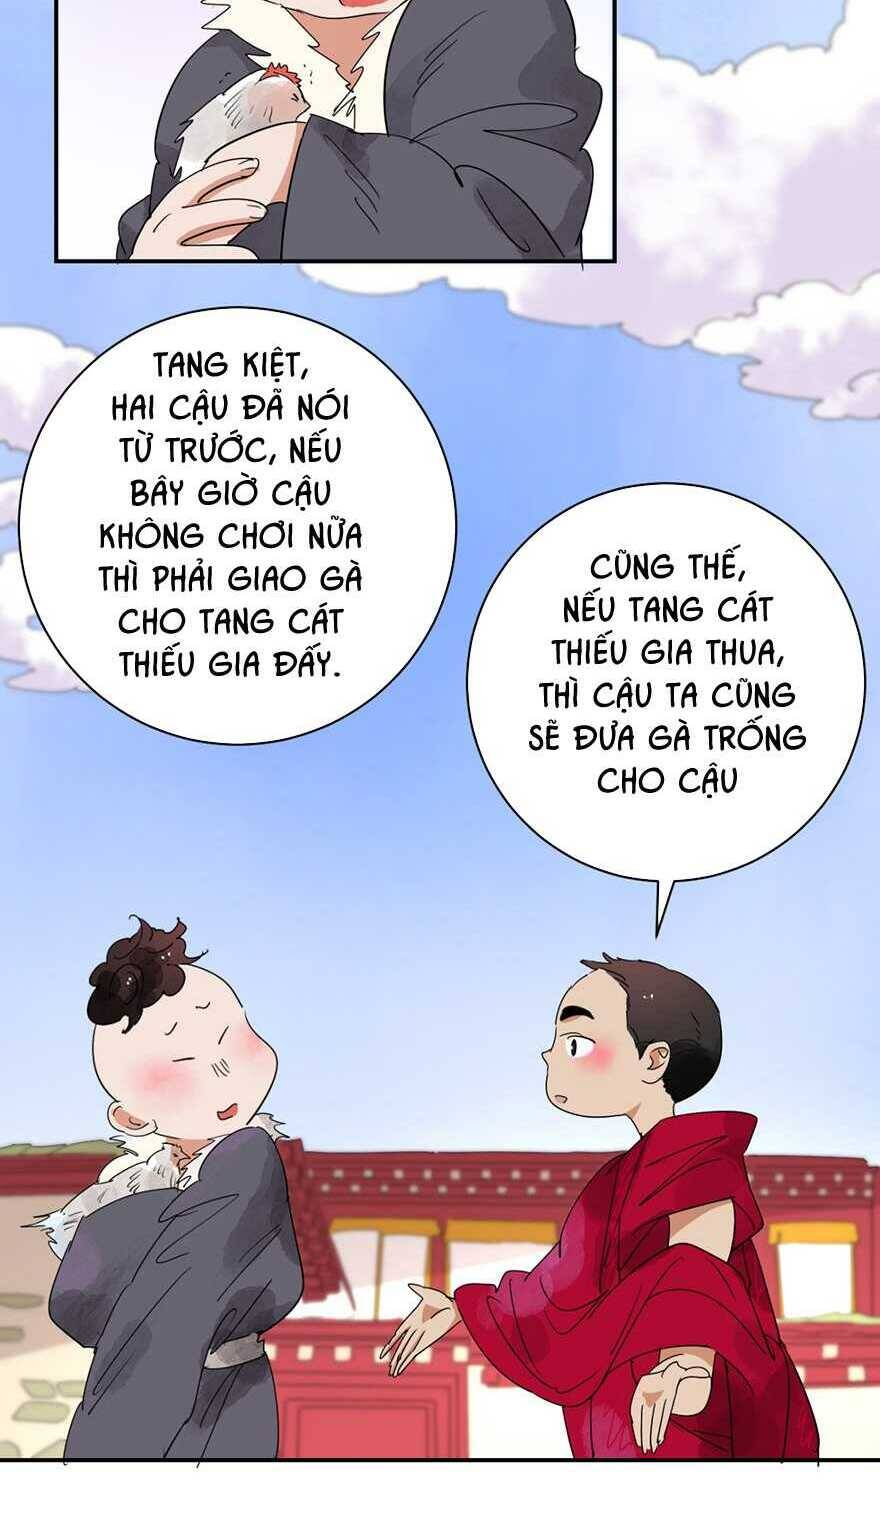 TANG KIỆT,
HAI CẬU ĐÃ NÓI
TỪ TRƯỚC, NẾU
BÂY GIỜ CẬU
KHÔNG CHƠI NỮA
THÌ PHẢI GIAO GÀ
CHO TANG CÁT
THIẾU GIA ĐẤY.
CŨNG THẾ,
NẾU TANG CÁT
THIẾU GIA THUA,
THÌ CẬU TA CŨNG
SẼ ĐƯA GÀ TRỐNG
CHO CẬU